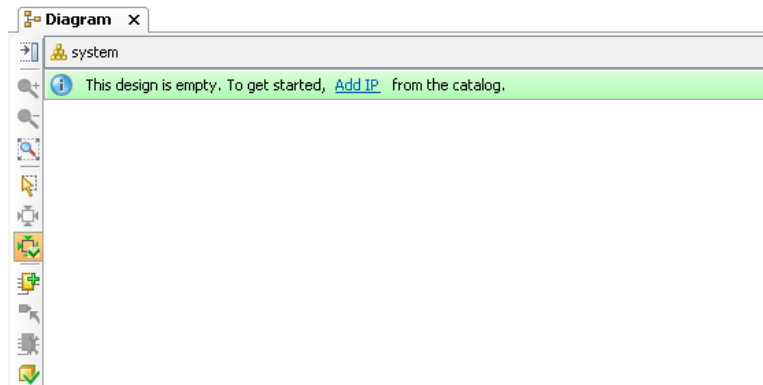 Diagram
system
This design is empty. To get started, Add IP from the catalog.